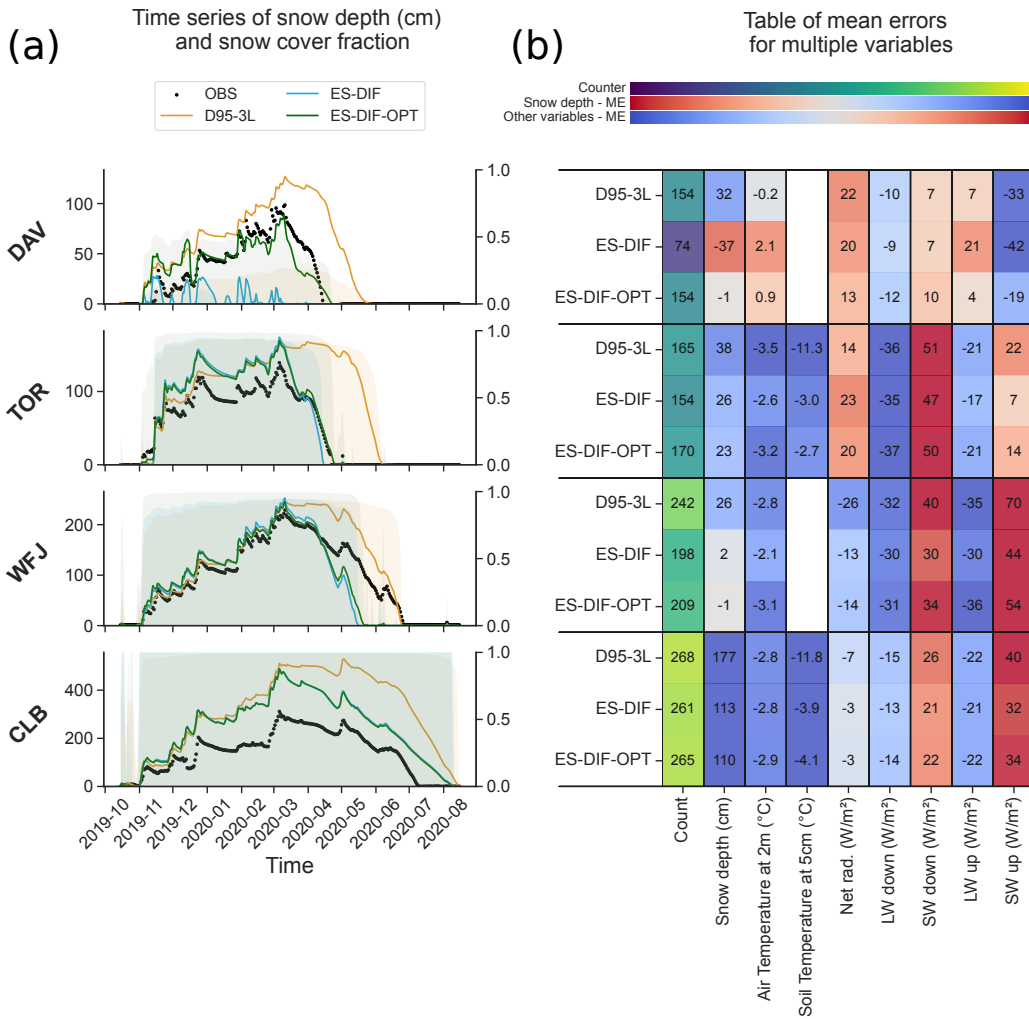 (a)
Time series of snow depth (cm)
and snow cover fraction
OBS
D95-3L
ES-DIF
ES-DIF-OPT
DAV
100
50
0
1.0
0.5
0.0
TOR
100
0
1.0
0.5
0.0
WFJ
200
100
0
1.0
0.5
0.0
CLB
400
200
0
1.0
0.5
0.0
2019-10
2019-11
2019-12
2020-01
2020-02
2020-03
2020-04
2020-05
2020-06
2020-07
2020-08
Time
(b)
Table of mean errors
for multiple variables
Counter
Snow depth - ME
Other variables - ME
D95-3L 154 32 -0.2 22 -10 7 7 -33
ES-DIF 74 -37 2.1 20 -9 7 21 -42
ES-DIF-OPT 154 -1 0.9 13 -12 10 4 -19
D95-3L 165 38 -3.5 -11.3 14 -36 51 -21 22
ES-DIF 154 26 -2.6 -3.0 23 -35 47 -17 7
ES-DIF-OPT 170 23 -3.2 -2.7 20 -37 50 -21 14
D95-3L 242 26 -2.8 -26 -32 40 -35 70
ES-DIF 198 2 -2.1 -13 -30 30 -30 44
ES-DIF-OPT 209 -1 -3.1 -14 -31 34 -36 54
D95-3L 268 177 -2.8 -11.8 -7 -15 26 -22 40
ES-DIF 261 113 -2.8 -3.9 -3 -13 21 -21 32
ES-DIF-OPT 265 110 -2.9 -4.1 -3 -14 22 -22 34
Count
Snow depth (cm)
Air Temperature at 2m (°C)
Soil Temperature at 5cm (°C)
Net rad. (W/m²)
LW down (W/m²)
SW down (W/m²)
LW up (W/m²)
SW up (W/m²)